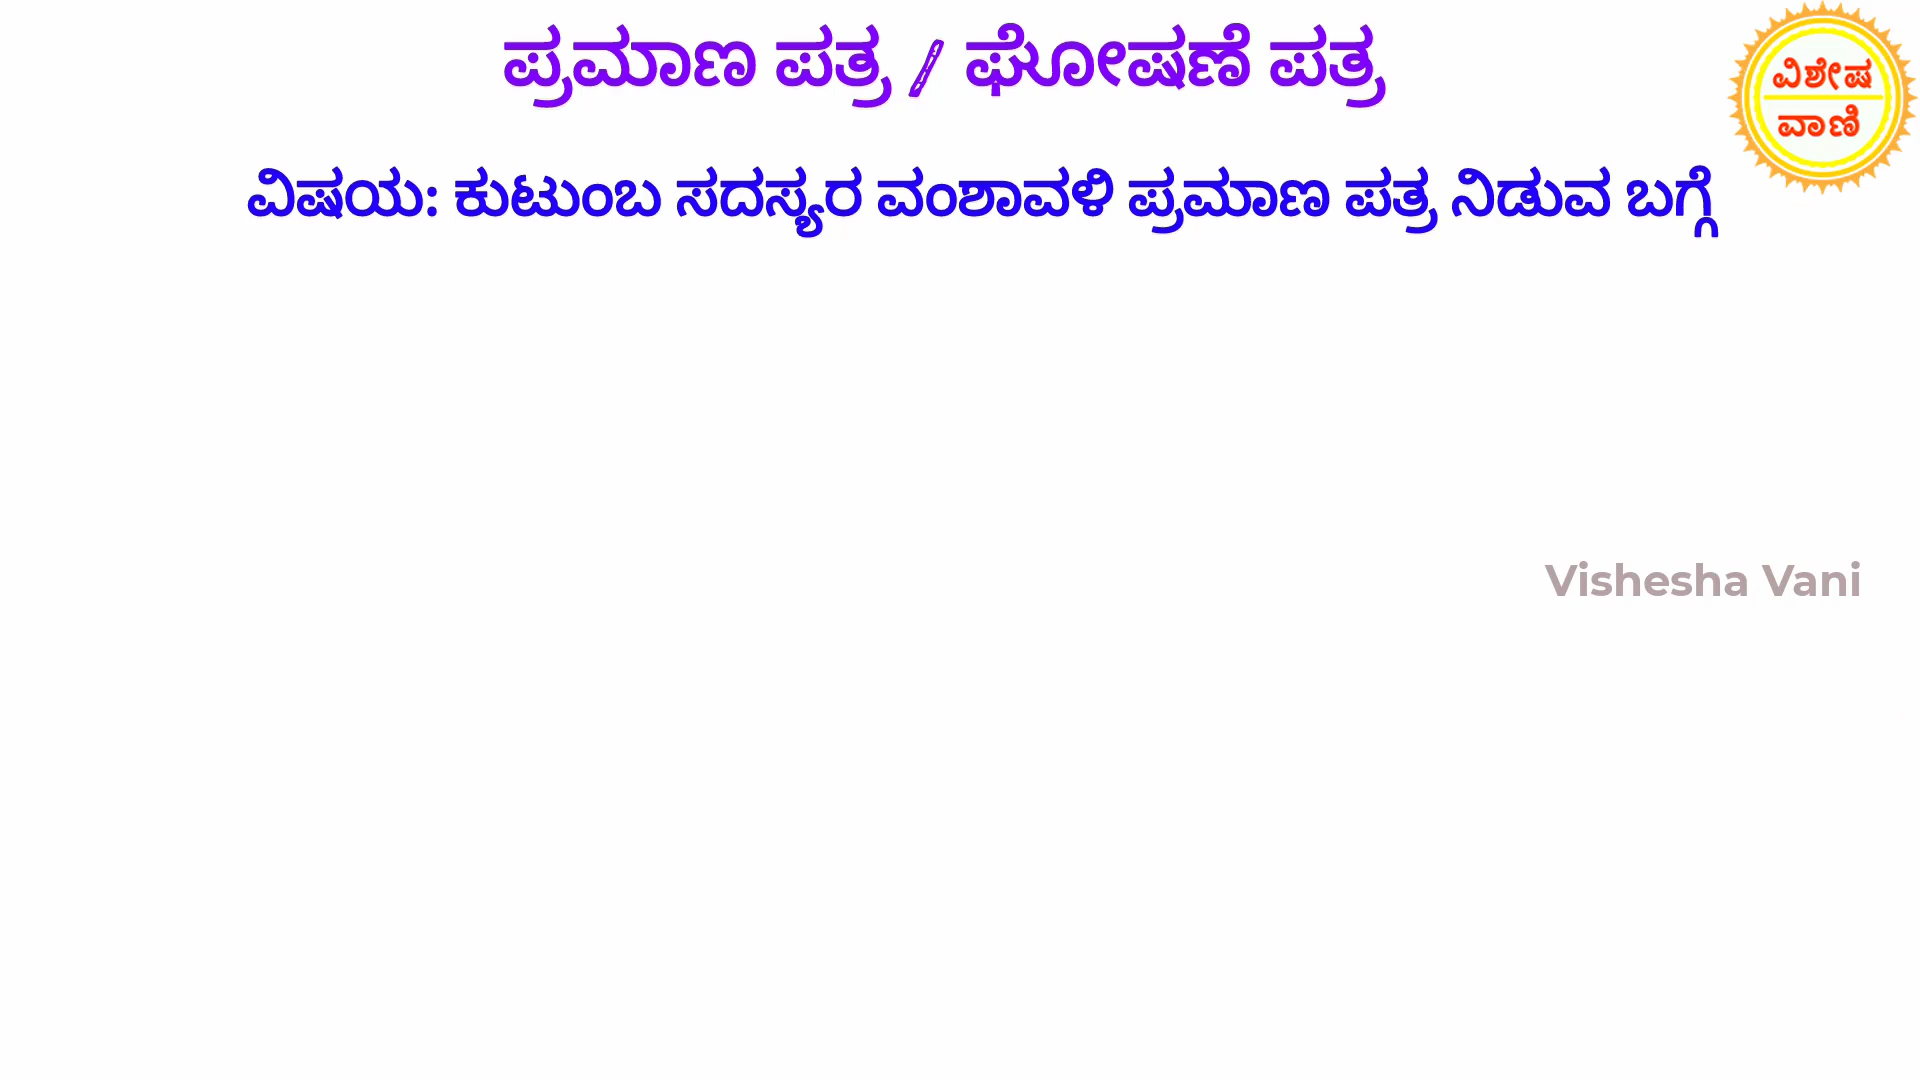 ಪ್ರಮಾಣ ಪತ್ರ / ಘೋಷಣೆ ಪತ್ರ
ವಿಶೇಷ
ವಾಣಿ
ವಿಷಯ: ಕುಟುಂಬ ಸದಸ್ಯರ ವಂಶಾವಳಿ ಪ್ರಮಾಣ ಪತ್ರ ನಿಡುವ ಬಗ್ಗೆ
Vishesha Vani